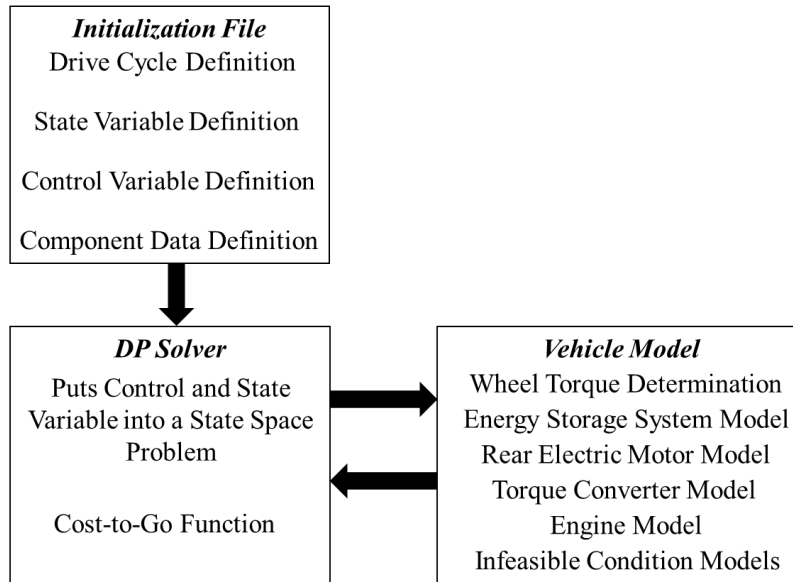 Initialization File
Drive Cycle Definition
State Variable Definition
Control Variable Definition
Component Data Definition
DP Solver
Puts Control and State
Variable into a State Space
Problem
Cost-to-Go Function
Vehicle Model
Wheel Torque Determination
Energy Storage System Model
Rear Electric Motor Model
Torque Converter Model
Engine Model
Infeasible Condition Models